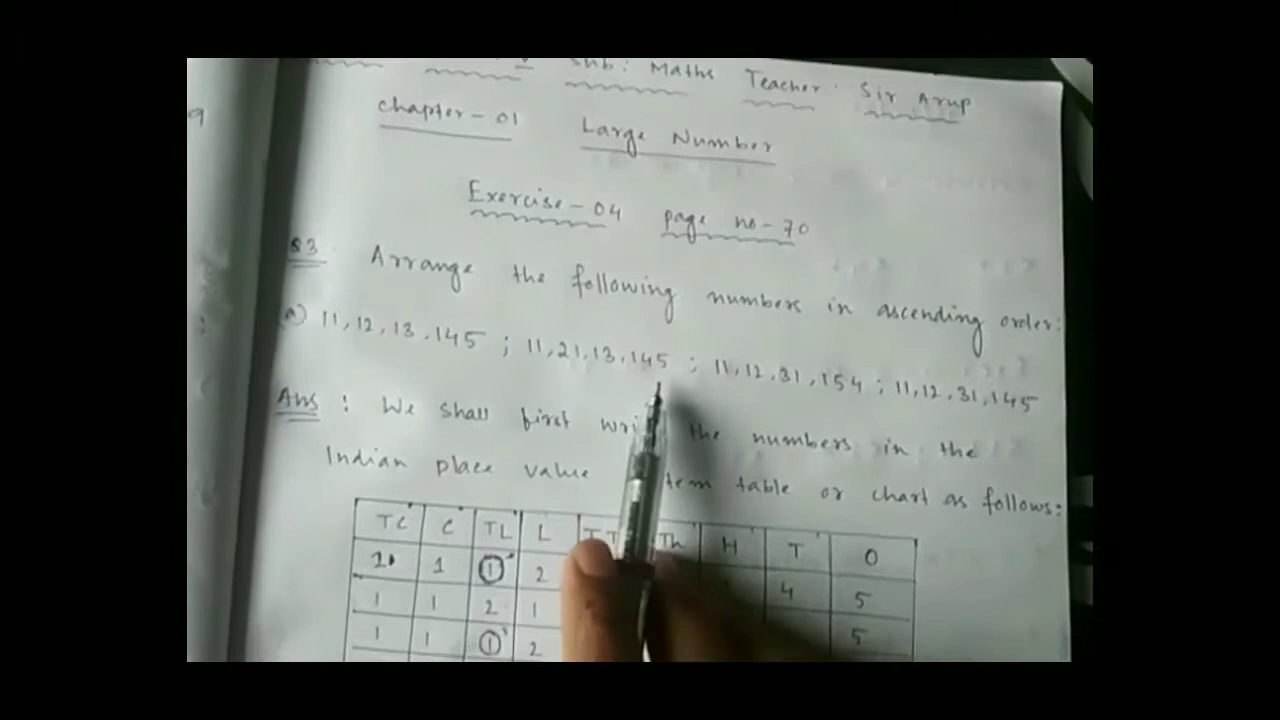 Sub: Maths Teacher: Sir Arup
Chapter-01 Large Number
Exercise-04 page no-70
Arrange the following numbers in ascending order:
(a) 11,12,13,145 ; 11,21,13,145 ; 11,12,31,154 ; 11,12,31,145
Ans : We shall first the numbers in the
Indian place value table or chart as follows:
TC C TL L Th H T O
1 1 2 4 5
1 1 2 1 5
1 1 1 2 5